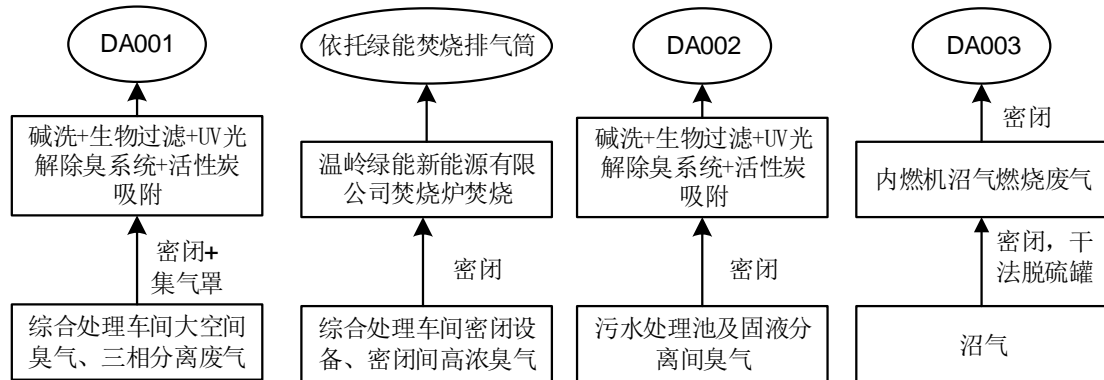 DA001
依托绿能焚烧排气筒
DA002
DA003
碱洗+生物过滤+UV光
解除臭系统+活性炭
吸附
温岭绿能新能源有限
公司焚烧炉焚烧
碱洗+生物过滤+UV光
解除臭系统+活性炭
吸附
密闭
内燃机沼气燃烧废气
密闭+
集气罩
密闭
密闭
密闭，干
法脱硫罐
综合处理车间大空间
臭气、三相分离废气
综合处理车间密闭设
备、密闭间高浓臭气
污水处理池及固液分
离间臭气
沼气